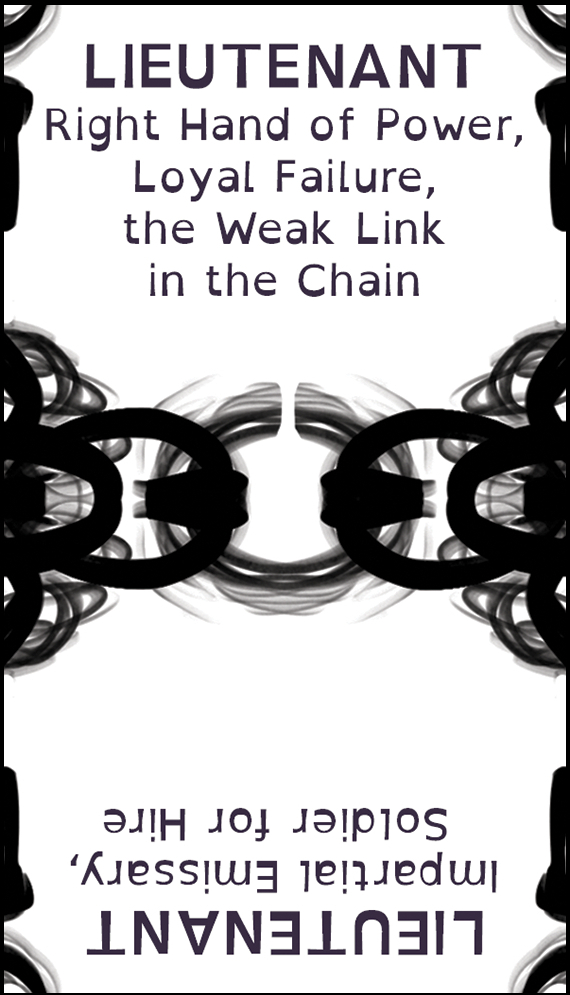 LIEUTENANT
Right Hand of Power,
Loyal Failure,
the Weak Link
in the Chain
LIEUTENANT
Impartial Emissary,
Soldier for Hire